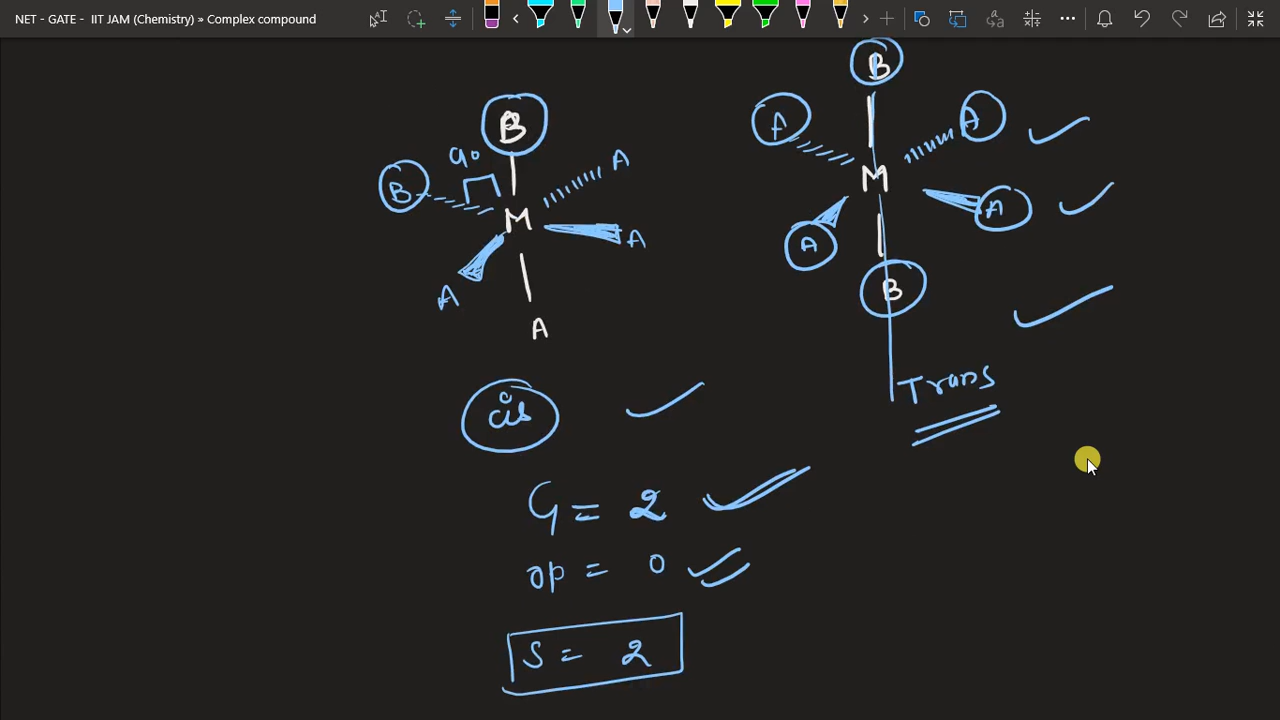 NET - GATE - IIT JAM (Chemistry) » Complex compound
B
B
90
A
M
A
A
A
cis
B
A
A
M
A
A
B
Trans
G = 2
op = 0
S = 2